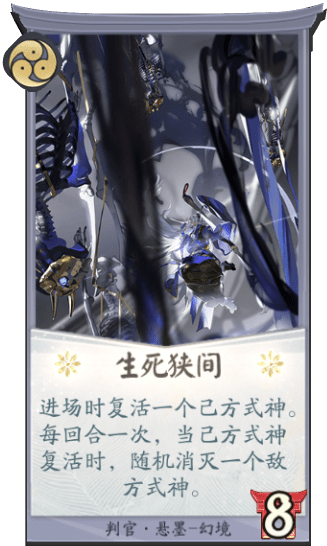 生死狭间
进场时复活一个己方式神。
每回合一次，当己方式神
复活时，随机消灭一个敌
方式神。
8
判官·悬墨-幻境